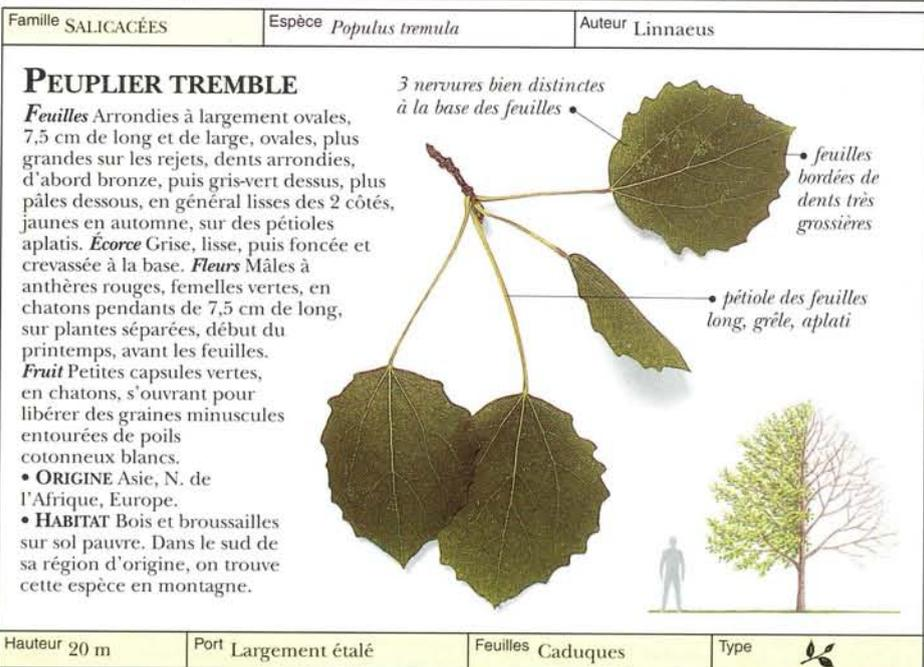 Famille SALICACÉES Espèce Populus tremula Auteur Linnaeus
PEUPLIER TREMBLE
Feuilles Arrondies à largement ovales,
7,5 cm de long et de large, ovales, plus
grandes sur les rejets, dents arrondies,
d'abord bronze, puis gris-vert dessus, plus
pâles dessous, en général lisses des 2 côtés,
jaunes en automne, sur des pétioles
aplatis. Écorce Grise, lisse, puis foncée et
crevassée à la base. Fleurs Mâles à
anthères rouges, femelles vertes, en
chatons pendants de 7,5 cm de long,
sur plantes séparées, début du
printemps, avant les feuilles.
Fruit Petites capsules vertes,
en chatons, s'ouvrant pour
libérer des graines minuscules
entourées de poils
cotonneux blancs.
• ORIGINE Asie, N. de
l'Afrique, Europe.
• HABITAT Bois et broussailles
sur sol pauvre. Dans le sud de
sa région d'origine, on trouve
cette espèce en montagne.
3 nervures bien distinctes
à la base des feuilles •
• feuilles
bordées de
dents très
grossières
• pétiole des feuilles
long, grêle, aplati
Hauteur 20 m Port Largement étalé Feuilles Caduques Type